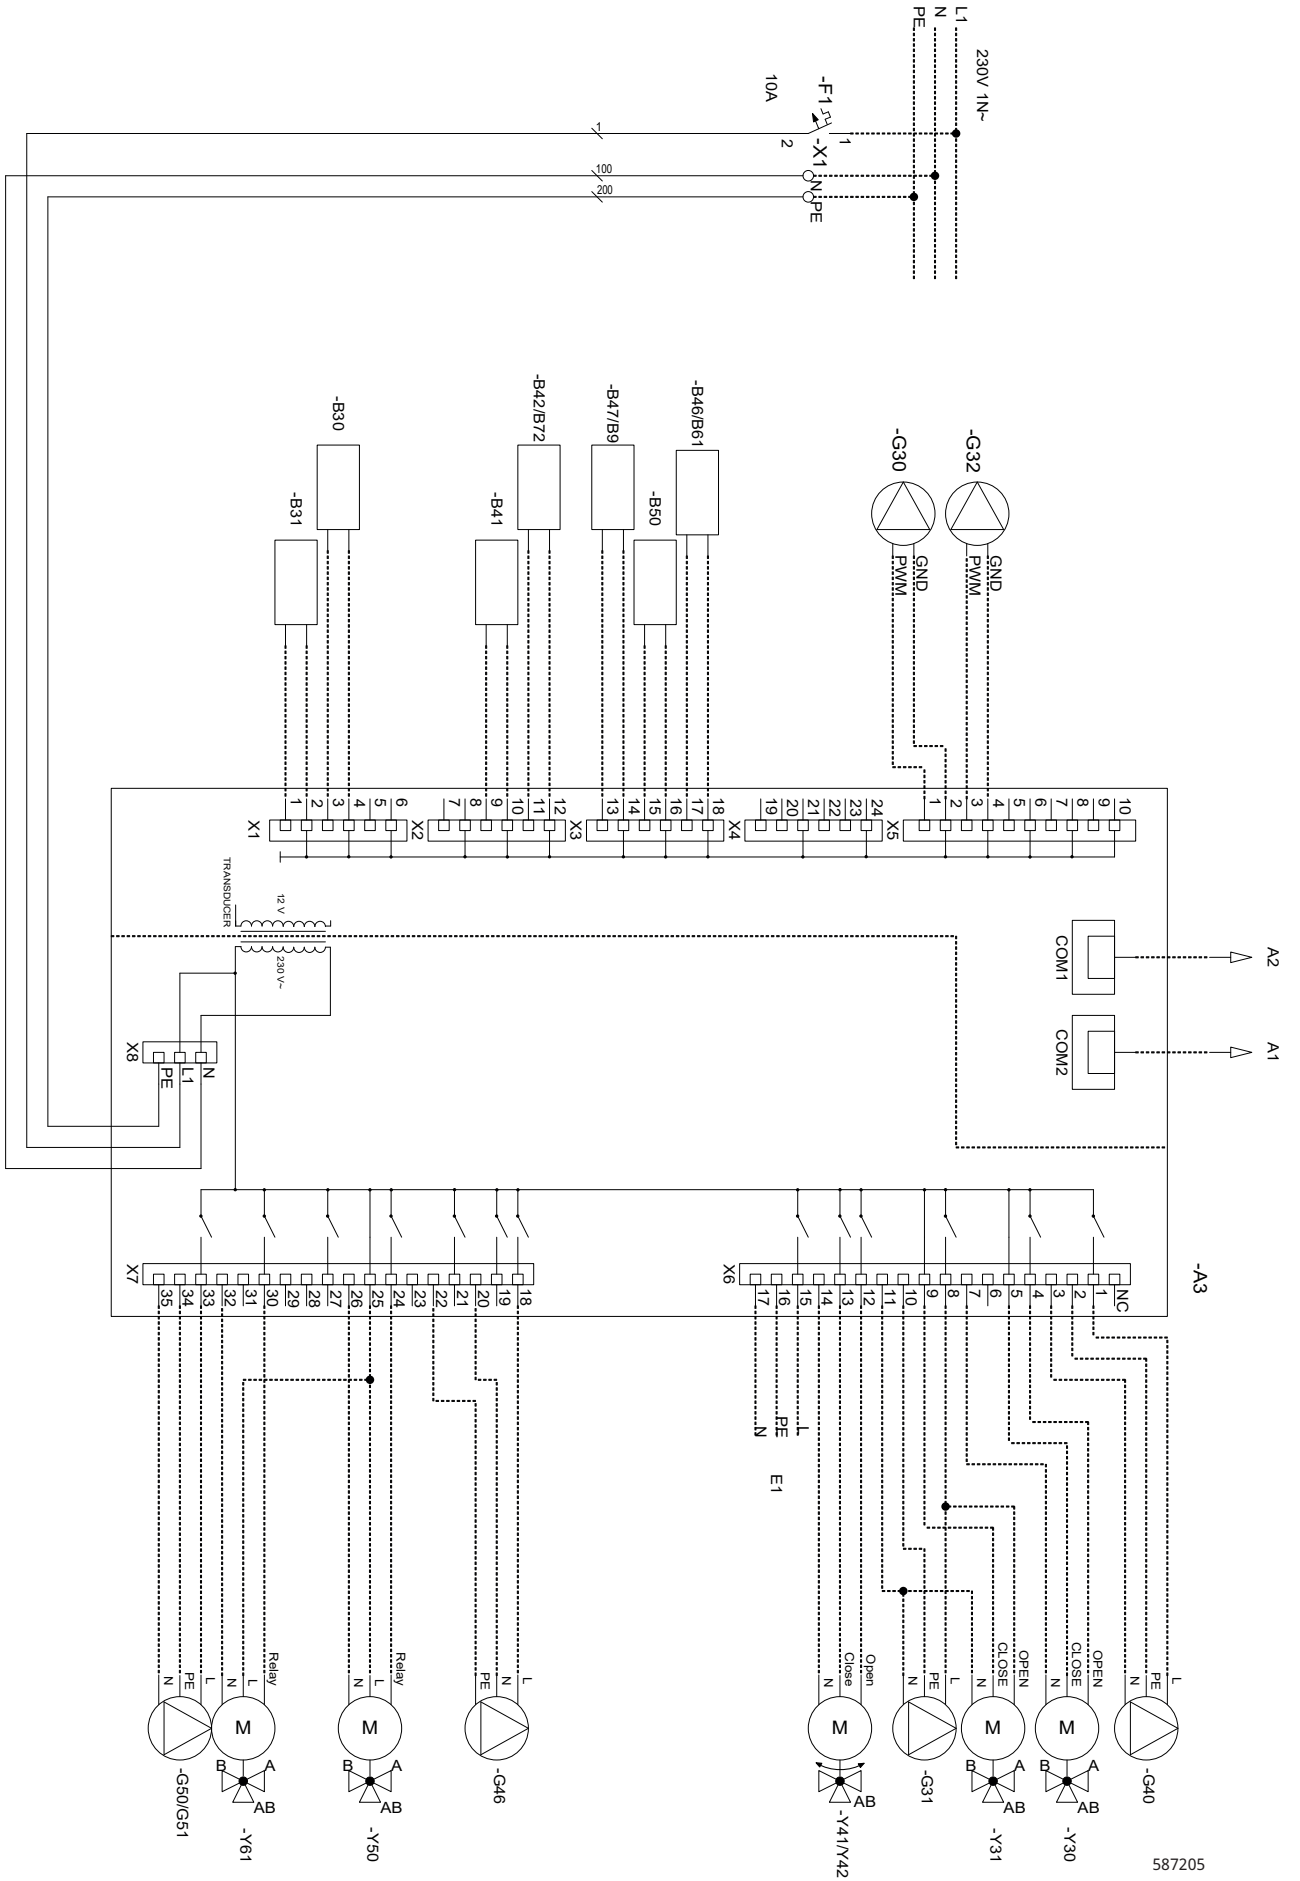 L1
N
PE
230V 1N~
-F1
10A
1
2
-X1
N
PE
1
100
200
-B31
-B30
-B41
-B42/B72
-B47/B9
-B50
-B46/B61
-G30
-G32
PWM
GND
PWM
GND
1 2 3 4 5 6
X1
7 8 9 10 11 12
X2
13 14 15 16 17 18
X3
19 20 21 22 23 24
X4
1 2 3 4 5 6 7 8 9 10
X5
TRANSDUCER
12 V
230 V~
COM1
A2
COM2
A1
X8
PE
L1
N
-A3
X7
35 34 33 32 31 30 29 28 27 26 25 24 23 22 21 20 19 18
X6
17 16 15 14 13 12 11 10 9 8 7 6 5 4 3 2 1 NC
N
PE
L
E1
N
PE
L
N
L
Relay
N
L
Relay
PE
N
L
N
Close
Open
N
PE
L
N
CLOSE
OPEN
N
CLOSE
OPEN
N
PE
L
M
M
M
M
M
B
A
AB
B
A
AB
AB
B
A
AB
B
A
AB
-G50/G51
-Y61
-Y50
-G46
-Y41/Y42
-G31
-Y31
-Y30
-G40
587205